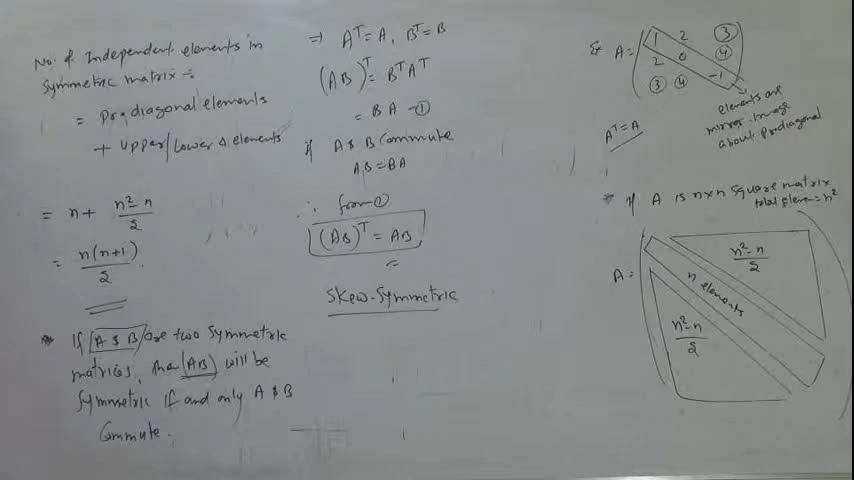 No. of Independent elements in
Symmetric matrix :-
= Pr. diagonal elements
+ Upper/Lower Δ elements
= n + n² - n / 2
= n(n+1) / 2
* If A & B are two symmetric
matrices, then (AB) will be
symmetric if and only A & B
Commute.
⇒ Aᵀ = A, Bᵀ = B
(AB)ᵀ = BᵀAᵀ
= BA -①
if A & B Commute
AB = BA
∴ from ①
(AB)ᵀ = AB
Skew-Symmetric
A = 1 2 3
2 0 4
3 4 -1
elements are
mirror image
about pr diagonal
Aᵀ = A
* if A is n×n square matrix
total = n²
A =
n² - n / 2
n elements
n² - n / 2